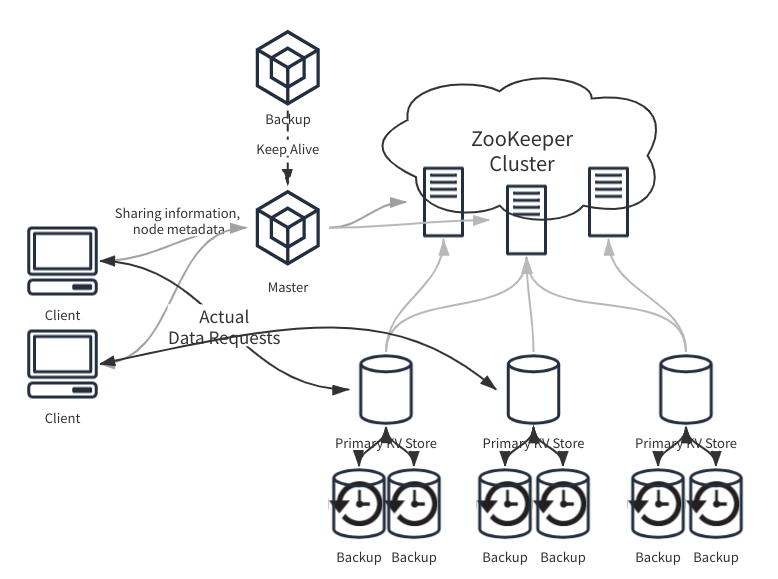 Backup
Keep Alive
ZooKeeper
Cluster
Sharing information,
node metadata
Master
Client
Actual
Data Requests
Client
Primary KV Store
Primary KV Store
Primary KV Store
Backup
Backup
Backup
Backup
Backup
Backup